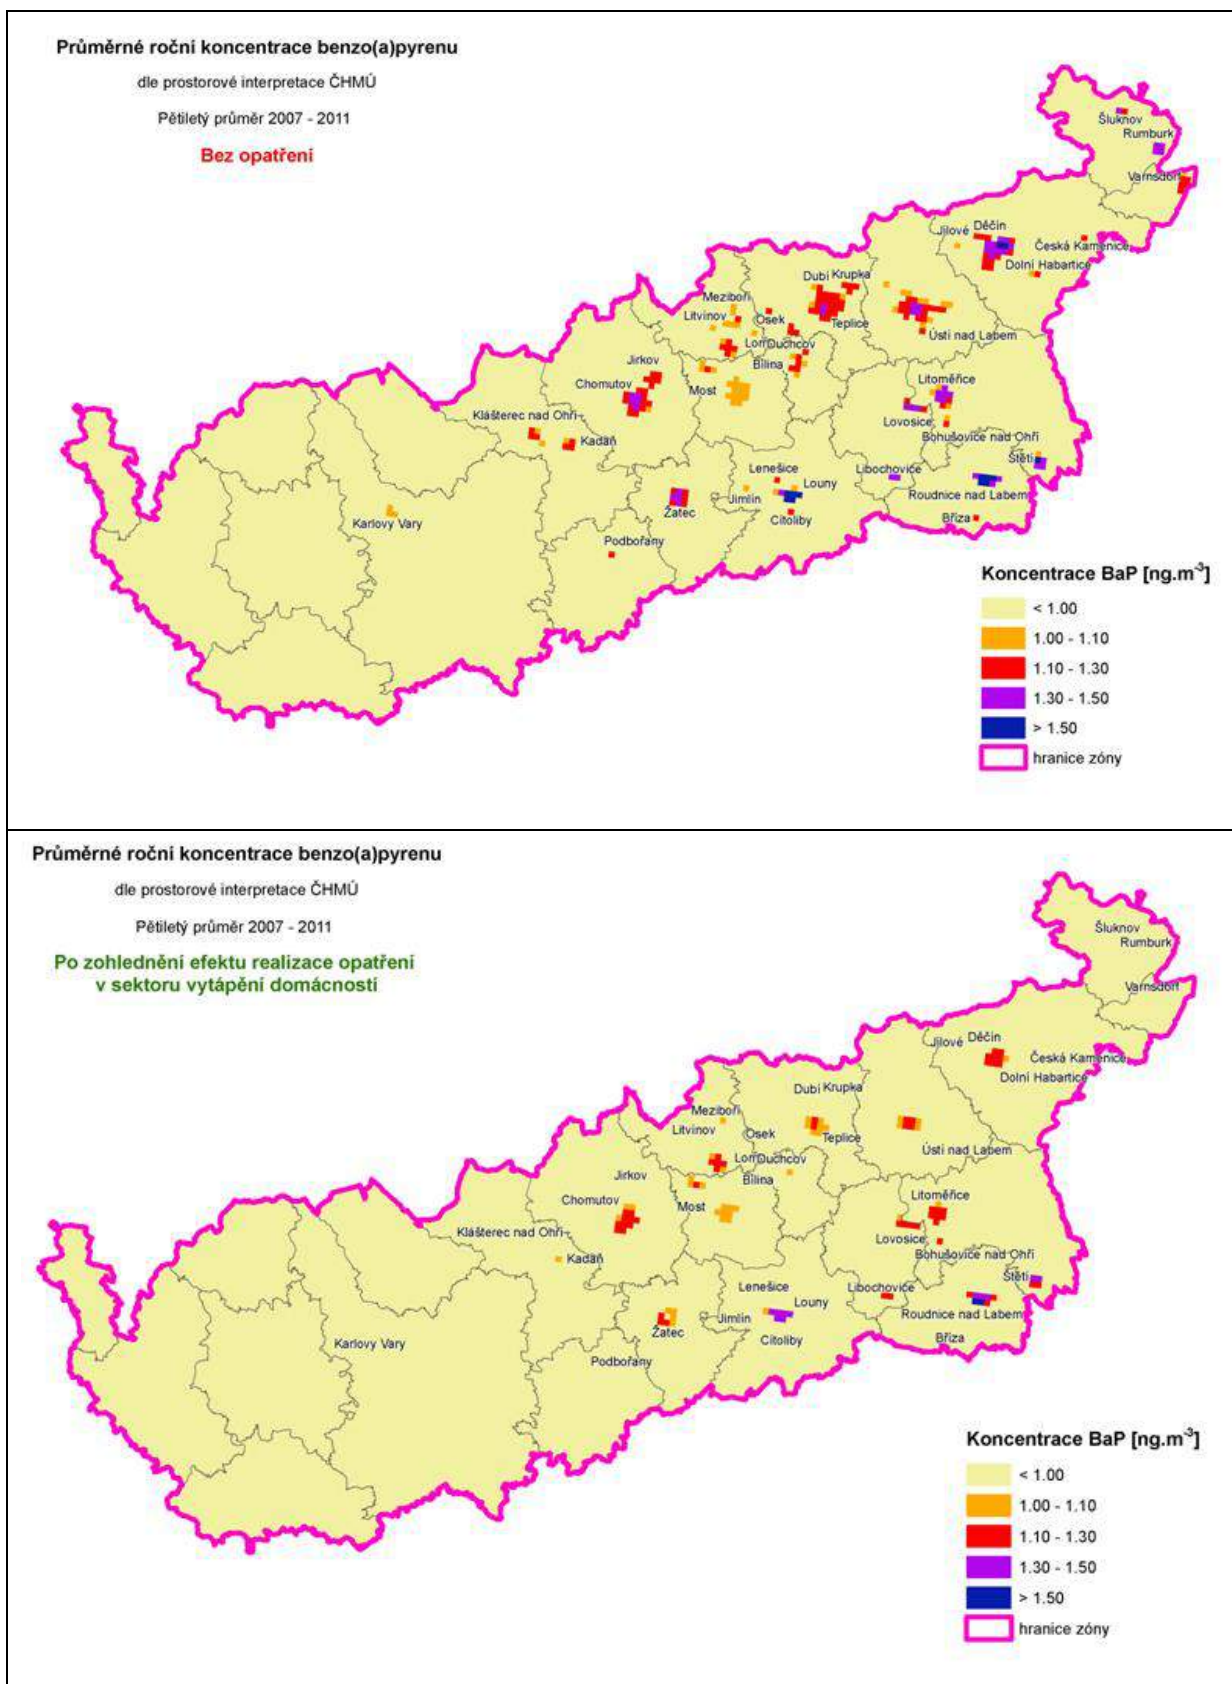 Průměrné roční koncentrace benzo(a)pyrenu
dle prostorové interpretace ČHMÚ
Pětiletý průměr 2007 - 2011
Bez opatření
Šluknov
Rumburk
Varnsdorf
Jílové Děčín
Česká Kamenice
Dolní Habartice
Dubí Krupka
Meziboří
Litvínov
Osek
Teplice
Ústí nad Labem
Lom
Duchcov
Jirkov
Bílina
Chomutov
Most
Litoměřice
Klášterec nad Ohří
Lovosice
Kadaň
Bohušovice nad Ohří
Štětí
Lenešice
Libochovice
Louny
Jimlín
Roudnice nad Labem
Žatec
Cítoliby
Bříza
Karlovy Vary
Podbořany
Koncentrace BaP [ng.m-3]
< 1.00
1.00 - 1.10
1.10 - 1.30
1.30 - 1.50
> 1.50
hranice zóny
Průměrné roční koncentrace benzo(a)pyrenu
dle prostorové interpretace ČHMÚ
Pětiletý průměr 2007 - 2011
Po zohlednění efektu realizace opatření
v sektoru vytápění domácností
Šluknov
Rumburk
Varnsdorf
Jílové Děčín
Česká Kamenice
Dolní Habartice
Dubí Krupka
Meziboří
Litvínov
Osek
Teplice
Ústí nad Labem
Lom
Duchcov
Jirkov
Bílina
Chomutov
Most
Litoměřice
Klášterec nad Ohří
Lovosice
Kadaň
Bohušovice nad Ohří
Štětí
Lenešice
Libochovice
Louny
Jimlín
Roudnice nad Labem
Žatec
Cítoliby
Bříza
Karlovy Vary
Podbořany
Koncentrace BaP [ng.m-3]
< 1.00
1.00 - 1.10
1.10 - 1.30
1.30 - 1.50
> 1.50
hranice zóny